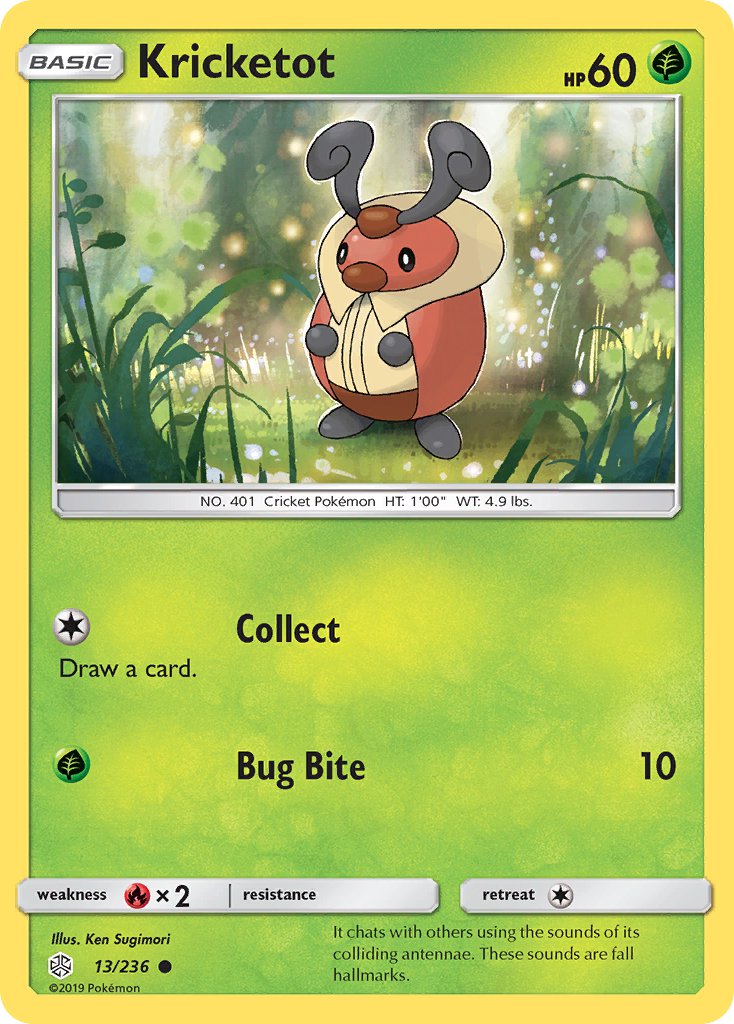 BASIC Kricketot HP60
NO. 401 Cricket Pokémon HT: 1'00" WT: 4.9 lbs.
Collect
Draw a card.
Bug Bite 10
weakness ×2 resistance retreat
Illus. Ken Sugimori
13/236
©2019 Pokémon
It chats with others using the sounds of its
colliding antennae. These sounds are fall
hallmarks.